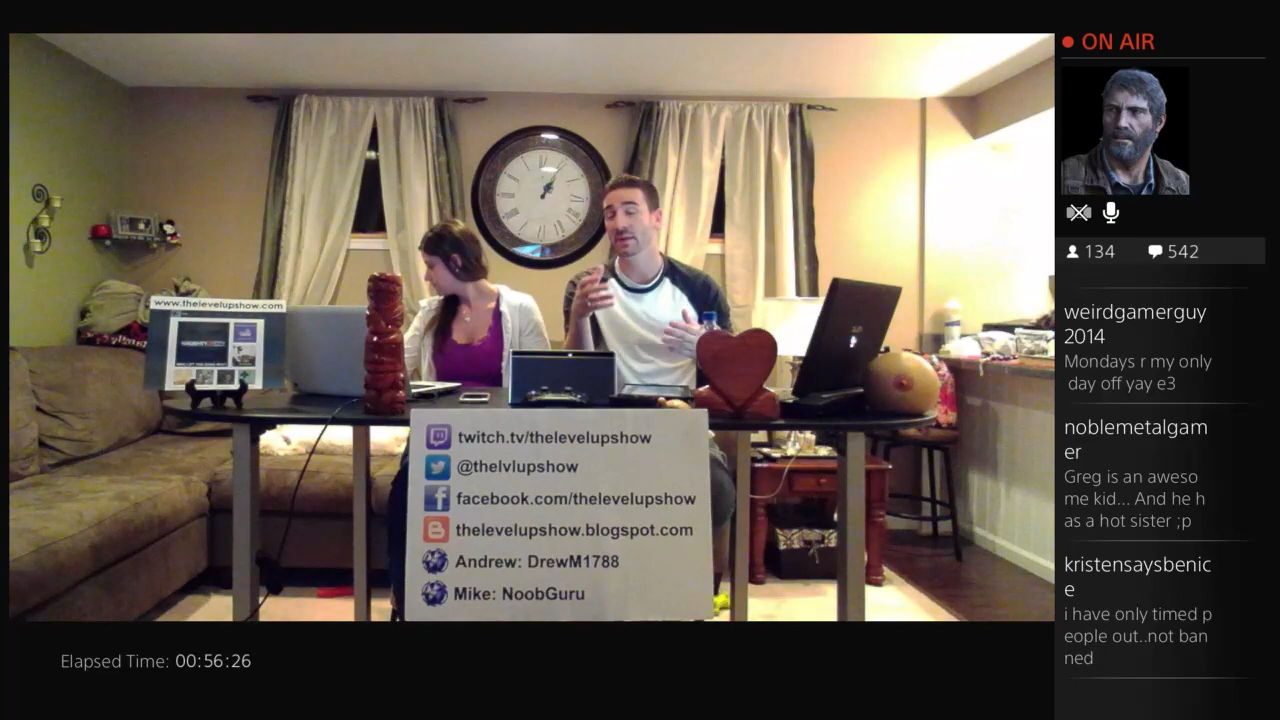 ON AIR
134 542
weirdgamerguy
2014
Mondays r my only
day off yay e3
noblemetalgam
er
Greg is an aweso
me kid... And he h
as a hot sister ;p
kristensaysbenic
e
i have only timed p
eople out..not ban
ned
www.thelevelupshow.com
twitch.tv/thelevelupshow
@thelvlupshow
facebook.com/thelevelupshow
thelevelupshow.blogspot.com
Andrew: DrewM1788
Mike: NoobGuru
Elapsed Time: 00:56:26